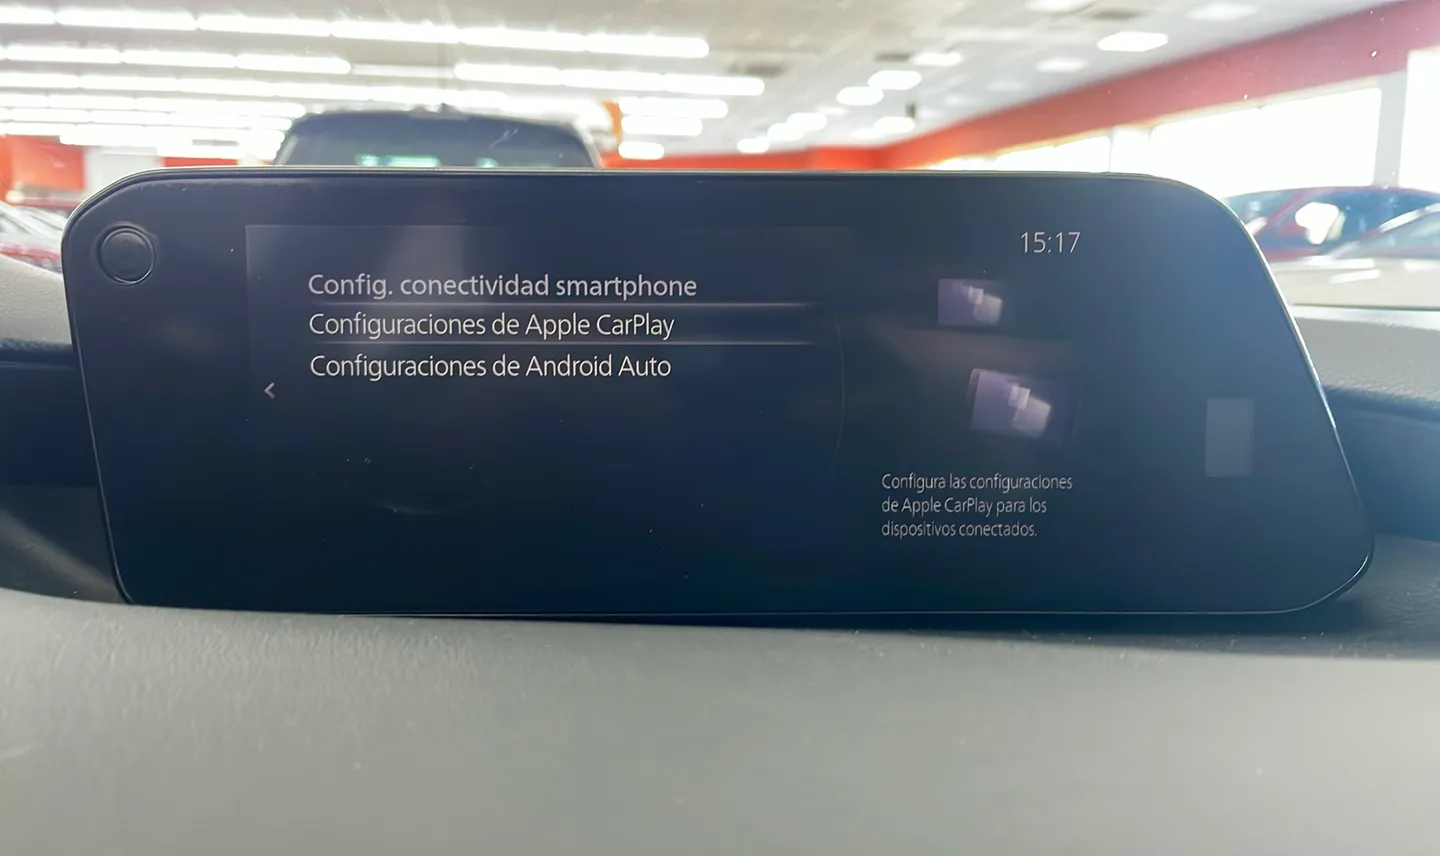 15:17
Config. conectividad smartphone
Configuraciones de Apple CarPlay
Configuraciones de Android Auto
<
Configura las configuraciones
de Apple CarPlay para los
dispositivos conectados.